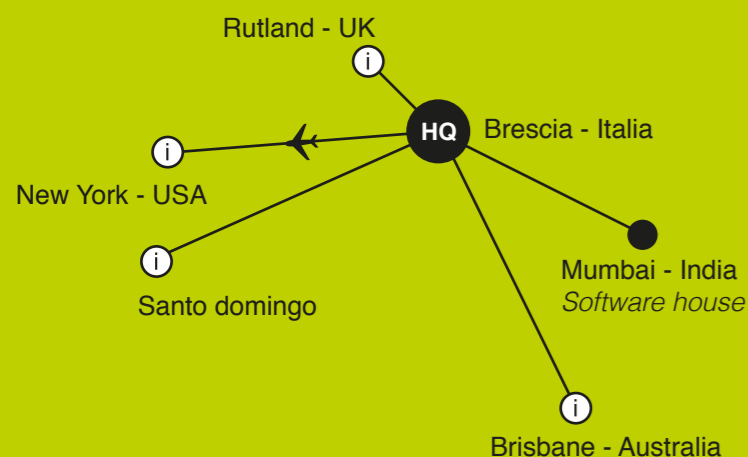 Rutland - UK
i
HQ
Brescia - Italia
i
New York - USA
i
Santo domingo
Mumbai - India
Software house
i
Brisbane - Australia